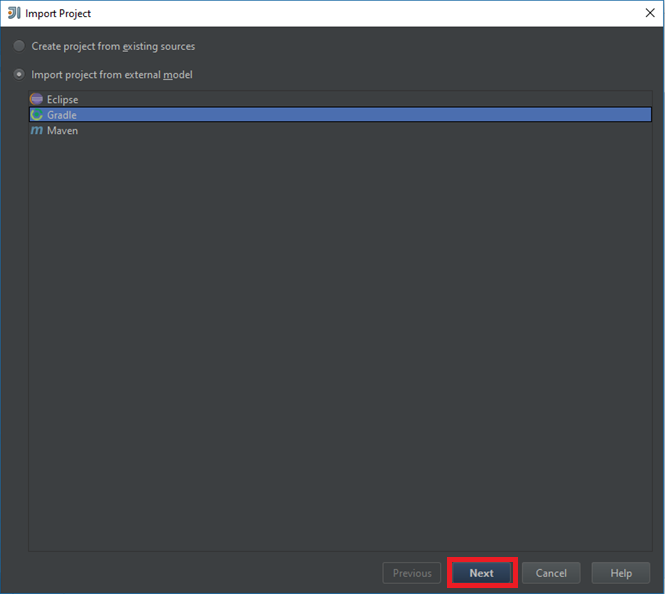 Import Project
Create project from existing sources
Import project from external model
Eclipse
Gradle
Maven
Previous Next Cancel Help